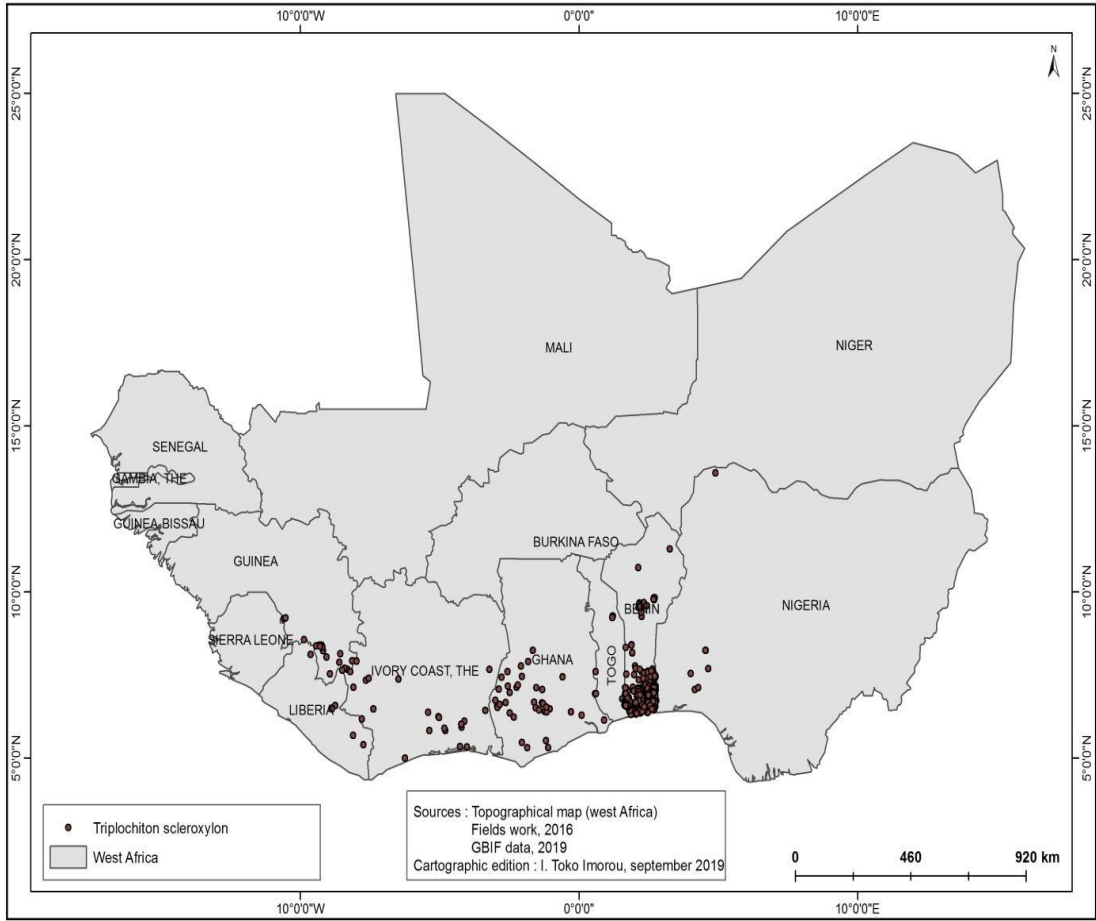 10°0'0"W 0°0'0" 10°0'0"E
N
25°0'0"N 25°0'0"N
20°0'0"N 20°0'0"N
MALI
NIGER
15°0'0"N 15°0'0"N
SENEGAL
GAMBIA, THE
GUINEA-BISSAU
BURKINA FASO
GUINEA
10°0'0"N 10°0'0"N
BENIN
NIGERIA
SIERRA LEONE
GHANA
TOGO
IVORY COAST, THE
LIBERIA
5°0'0"N 5°0'0"N
Triplochiton scleroxylon
West Africa
Sources : Topographical map (west Africa)
Fields work, 2016
GBIF data, 2019
Cartographic edition : I. Toko Imorou, september 2019
0 460 920 km
10°0'0"W 0°0'0" 10°0'0"E